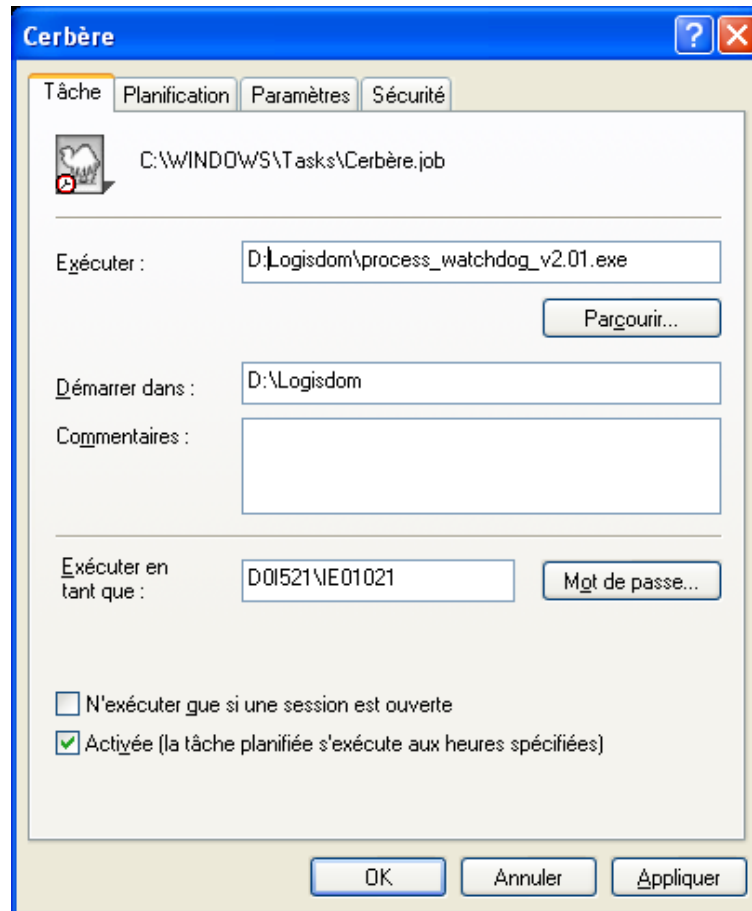 Cerbère
Tâche Planification Paramètres Sécurité
C:\WINDOWS\Tasks\Cerbère.job
Exécuter : D:Logisdom\process_watchdog_v2.01.exe
Parcourir...
Démarrer dans : D:\Logisdom
Commentaires :
Exécuter en
tant que : D0I521\IE01021 Mot de passe...
N'exécuter que si une session est ouverte
Activée (la tâche planifiée s'exécute aux heures spécifiées)
OK Annuler Appliquer